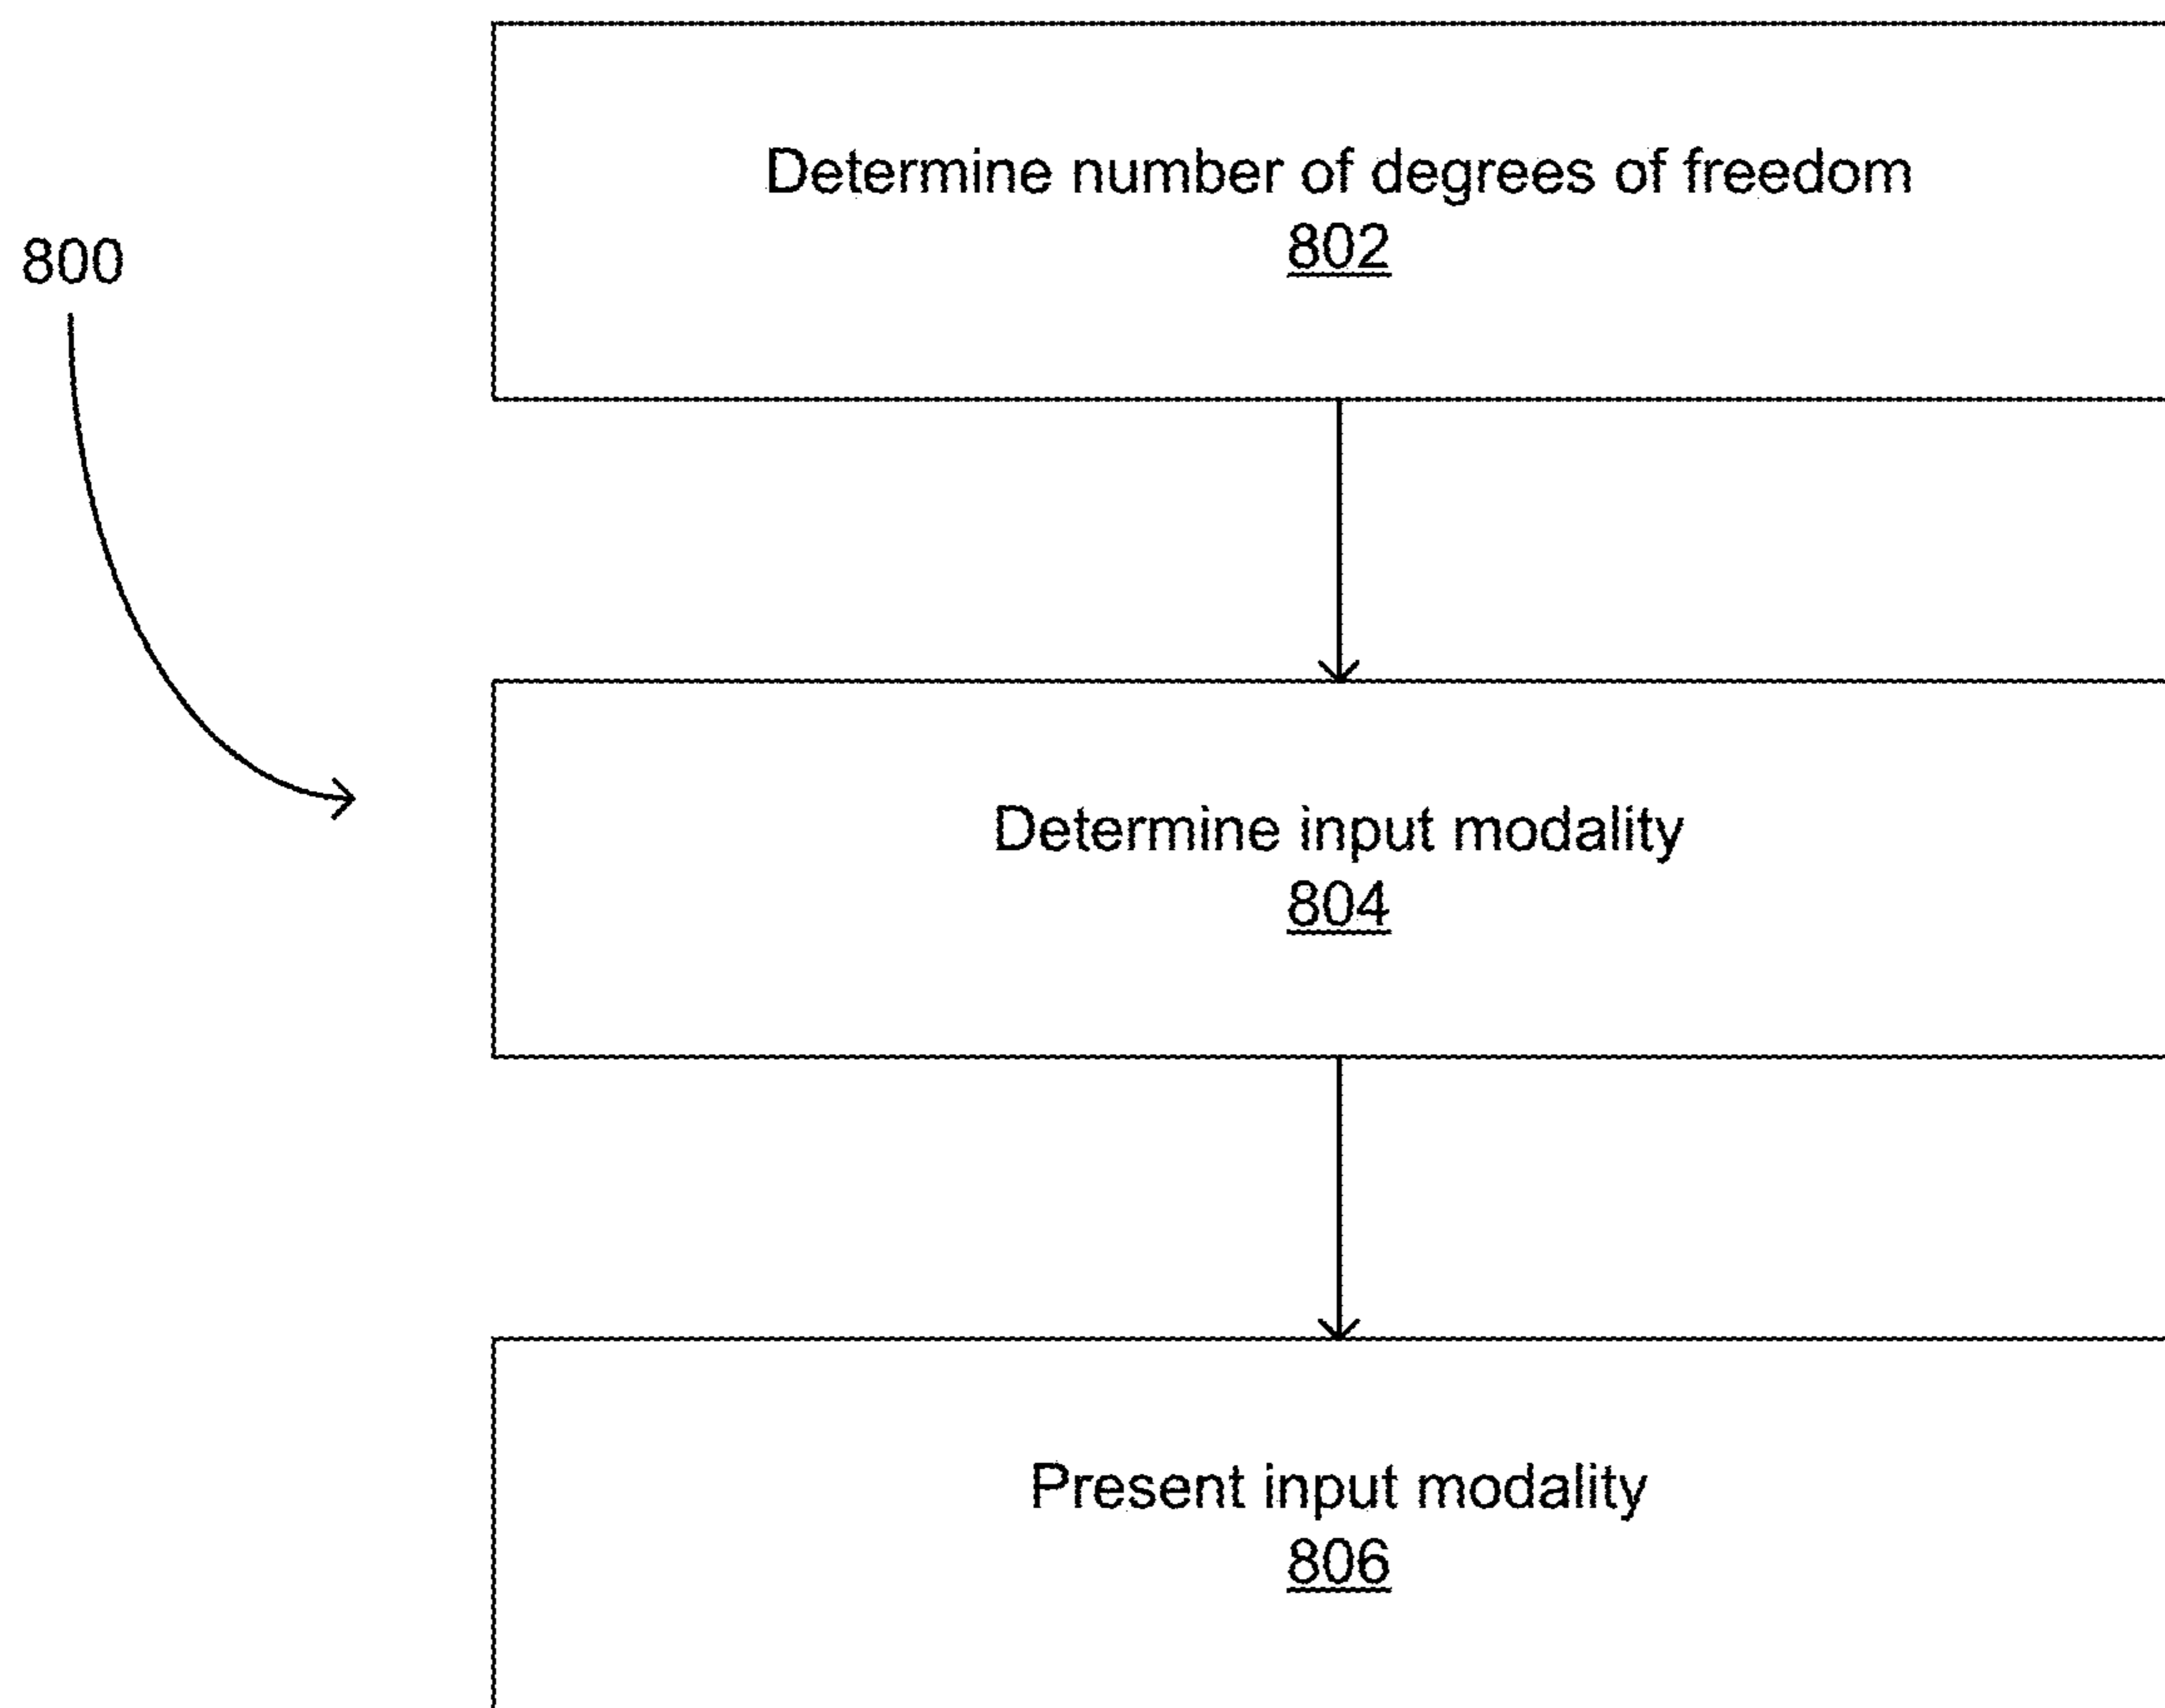 Determine number of degrees of freedom
802
800
Determine input modality
804
Present input modality
806